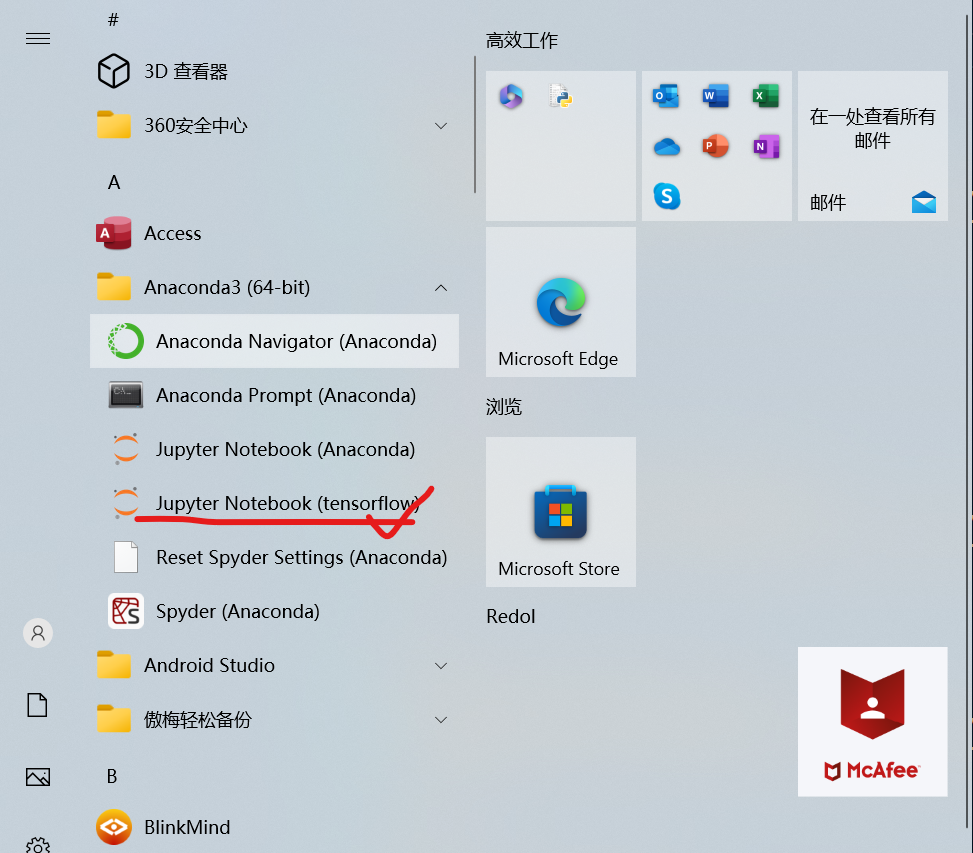 #
3D 查看器
360安全中心
A
Access
Anaconda3 (64-bit)
Anaconda Navigator (Anaconda)
Anaconda Prompt (Anaconda)
Jupyter Notebook (Anaconda)
Jupyter Notebook (tensorflow)
Reset Spyder Settings (Anaconda)
Spyder (Anaconda)
Android Studio
傲梅轻松备份
B
BlinkMind
高效工作
在一处查看所有
邮件
邮件
Microsoft Edge
浏览
Microsoft Store
Redol
McAfee